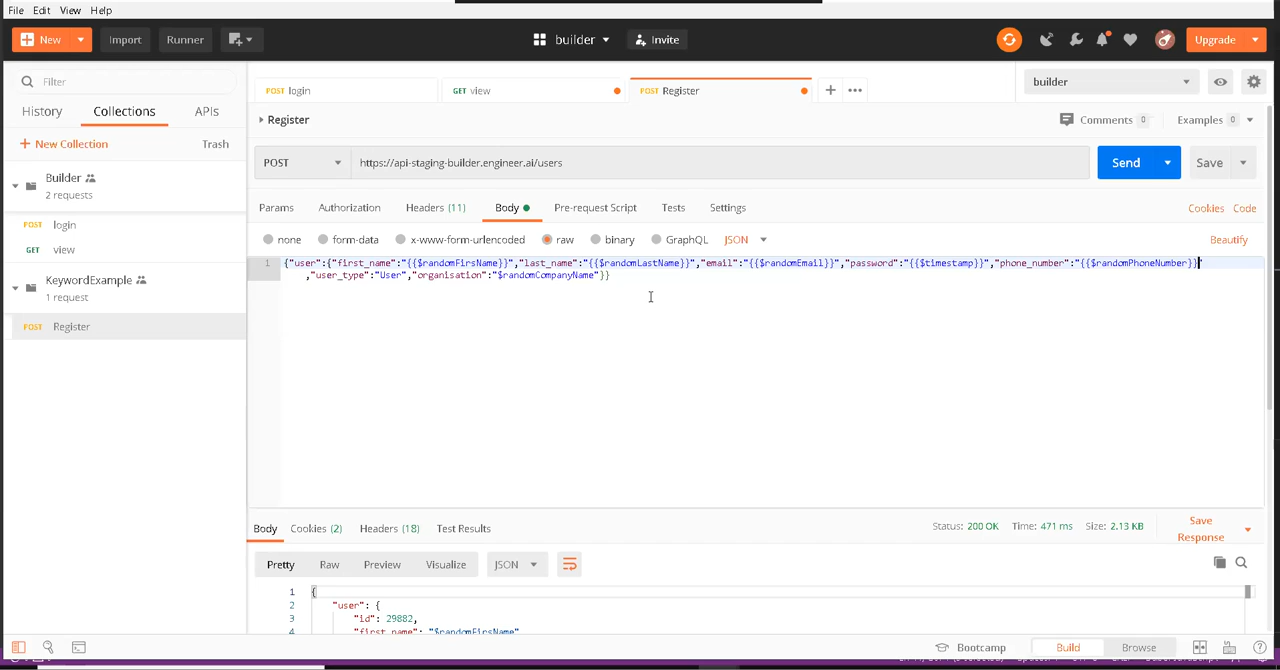 File Edit View Help
New Import Runner builder Invite Upgrade
Filter
POST login GET view POST Register builder
History Collections APIs
Register Comments 0 Examples 0
New Collection Trash
POST https://api-staging-builder.engineer.ai/users Send Save
Builder
2 requests
Params Authorization Headers (11) Body Pre-request Script Tests Settings Cookies Code
POST login
none form-data x-www-form-urlencoded raw binary GraphQL JSON Beautify
GET view
1 {"user":{"first_name":"{{$randomFirsName}}","last_name":"{{$randomLastName}}","email":"{{$randomEmail}}","password":"{{$timestamp}}","phone_number":"{{$randomPhoneNumber}}"
,"user_type":"User","organisation":"$randomCompanyName"}}
KeywordExample
1 request
POST Register
Body Cookies (2) Headers (18) Test Results Status: 200 OK Time: 471 ms Size: 2.13 KB Save Response
Pretty Raw Preview Visualize JSON
1 {
2 "user": {
3 "id": 29882,
4 "first_name": "$randomFirsName"
Bootcamp Build Browse